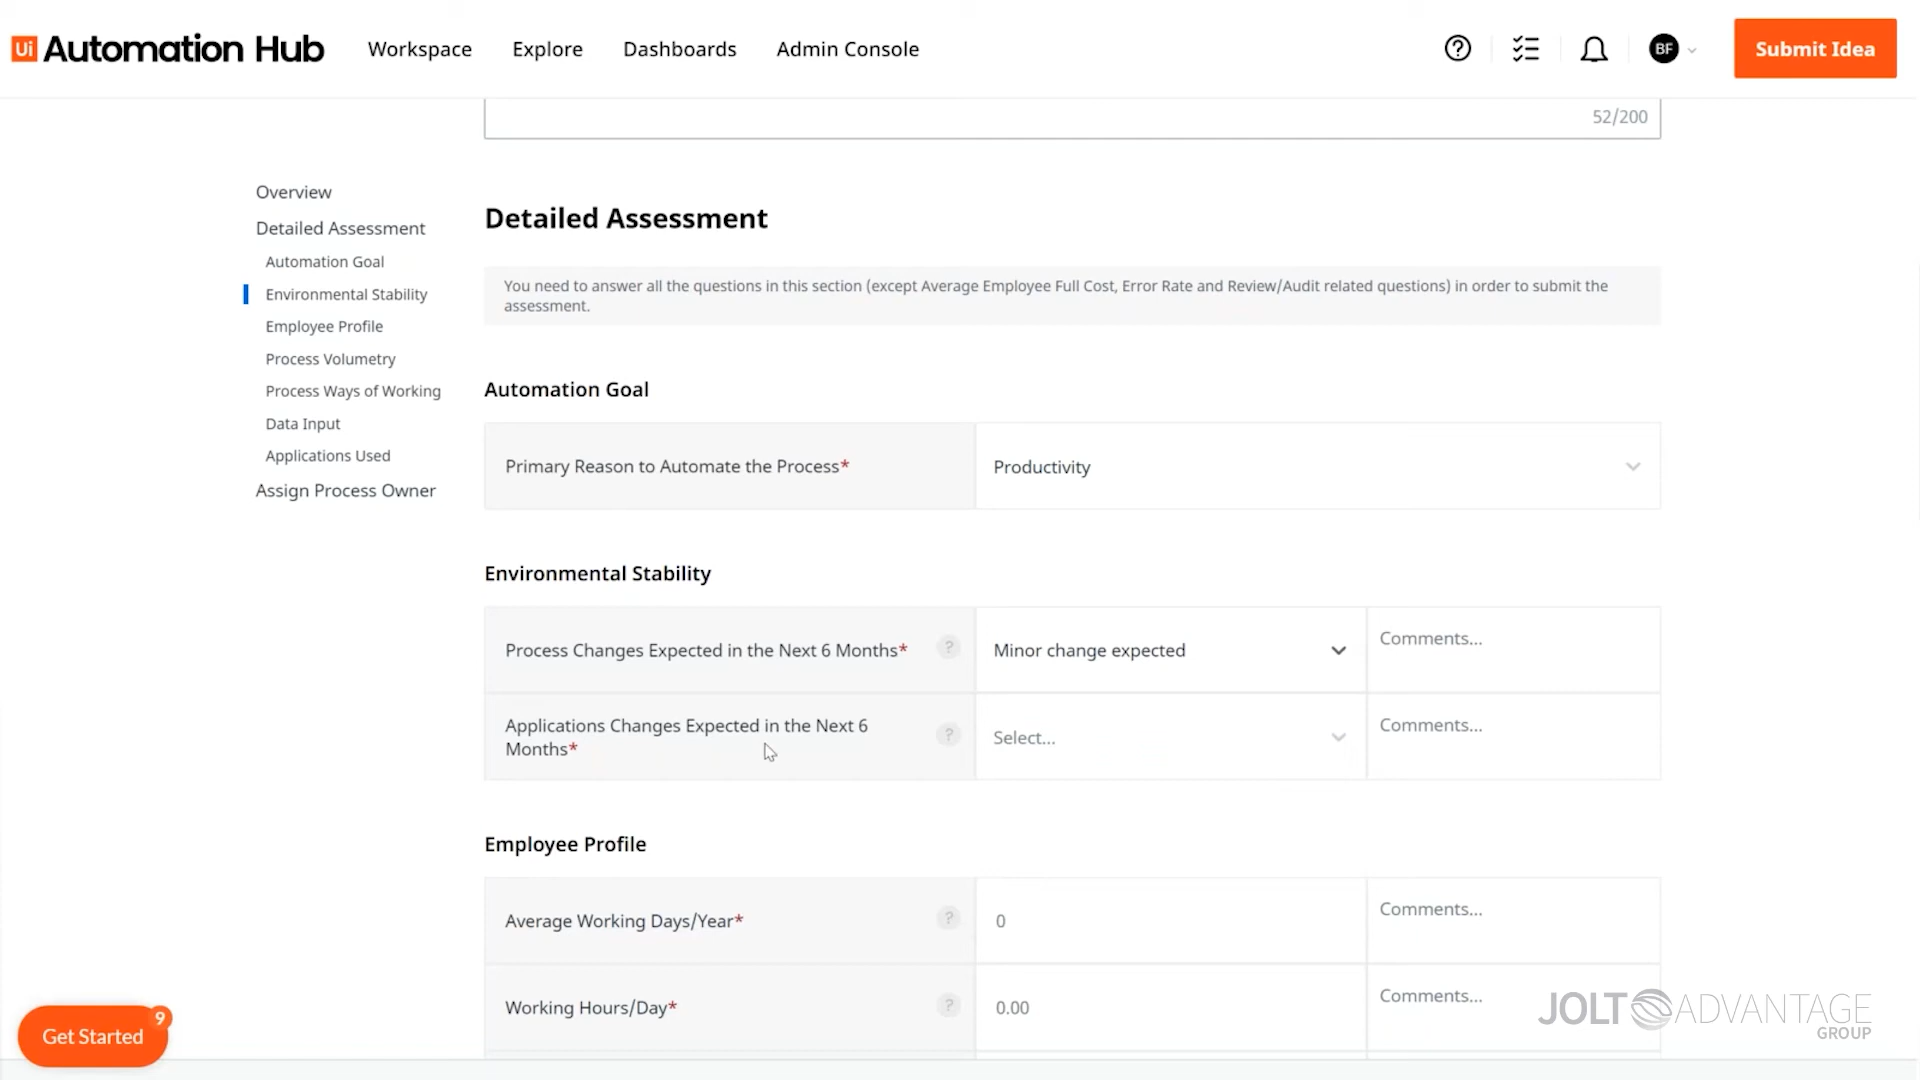 Ui Automation Hub Workspace Explore Dashboards Admin Console ? BF Submit Idea
52/200
Overview
Detailed Assessment
Automation Goal
Environmental Stability
Employee Profile
Process Volumetry
Process Ways of Working
Data Input
Applications Used
Assign Process Owner
Detailed Assessment
You need to answer all the questions in this section (except Average Employee Full Cost, Error Rate and Review/Audit related questions) in order to submit the
assessment.
Automation Goal
Primary Reason to Automate the Process* Productivity
Environmental Stability
Process Changes Expected in the Next 6 Months* ? Minor change expected Comments...
Applications Changes Expected in the Next 6
Months* ? Select... Comments...
Employee Profile
Average Working Days/Year* ? 0 Comments...
Working Hours/Day* ? 0.00 Comments...
Get Started 9
JOLT ADVANTAGE
GROUP